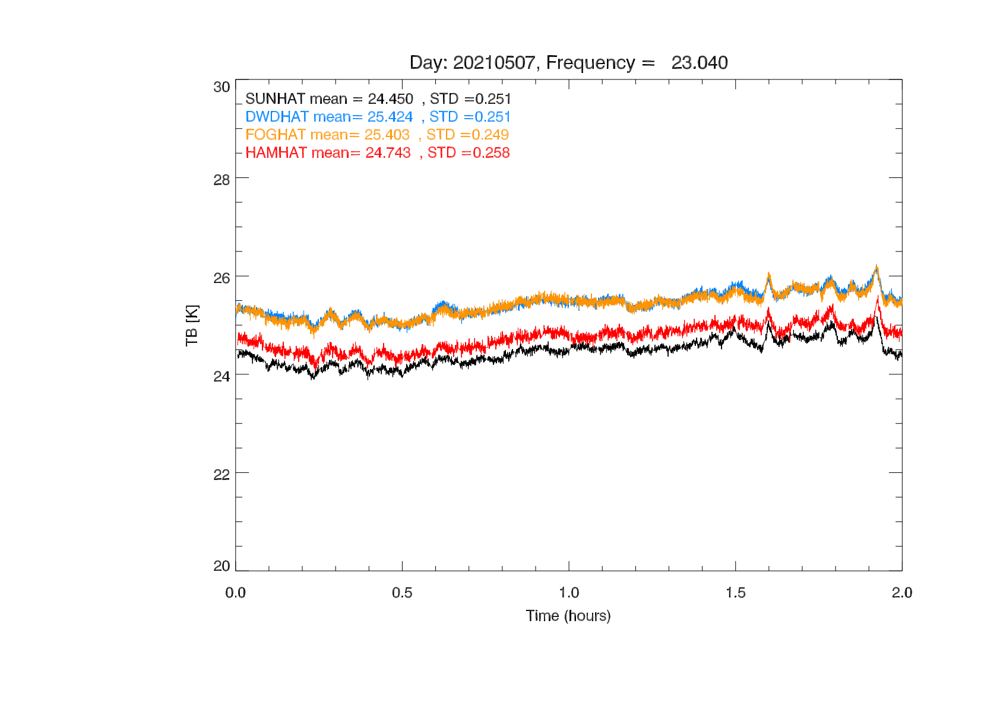 Day: 20210507, Frequency = 23.040
SUNHAT mean = 24.450 , STD =0.251
DWDHAT mean= 25.424 , STD =0.251
FOGHAT mean= 25.403 , STD =0.249
HAMHAT mean= 24.743 , STD =0.258
30
28
26
24
22
20
TB [K]
0.0 0.5 1.0 1.5 2.0
Time (hours)